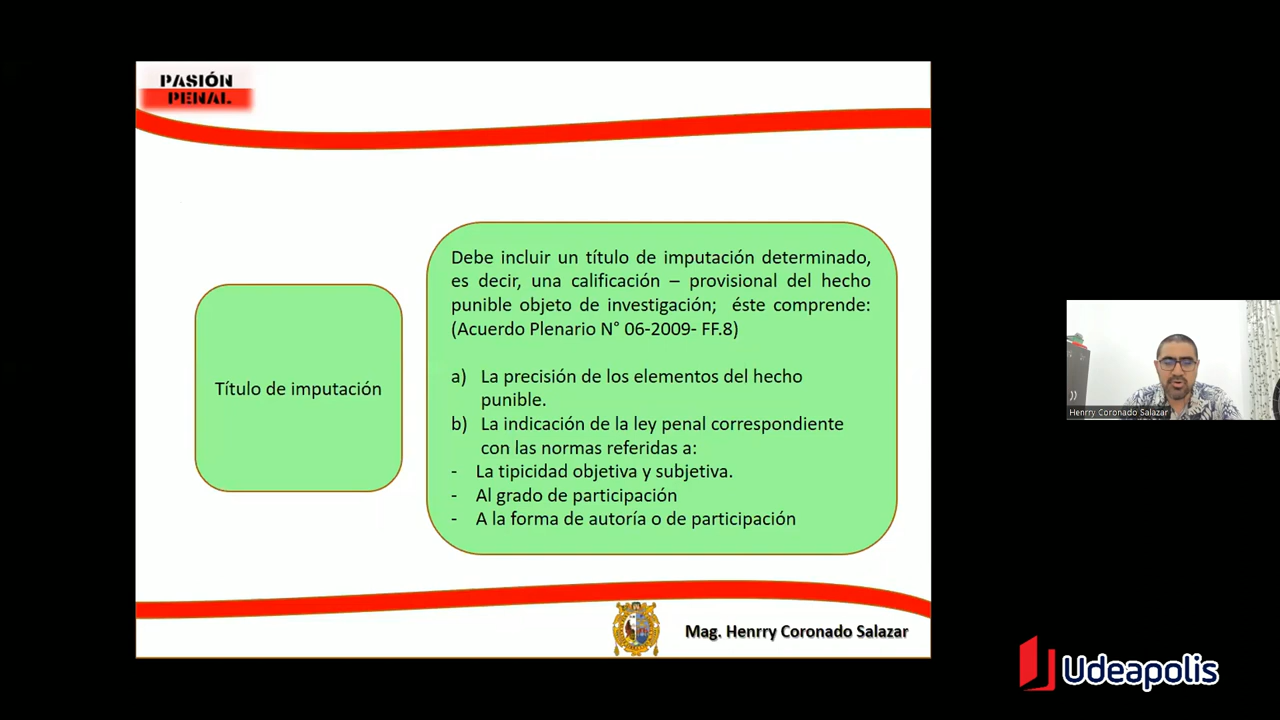 PASIÓN
PENAL
Título de imputación
Debe incluir un título de imputación determinado,
es decir, una calificación – provisional del hecho
punible objeto de investigación; éste comprende:
(Acuerdo Plenario N° 06-2009- FF.8)
a) La precisión de los elementos del hecho
punible.
b) La indicación de la ley penal correspondiente
con las normas referidas a:
- La tipicidad objetiva y subjetiva.
- Al grado de participación
- A la forma de autoría o de participación
Mag. Henrry Coronado Salazar
Henrry Coronado Salazar
Udeapolis